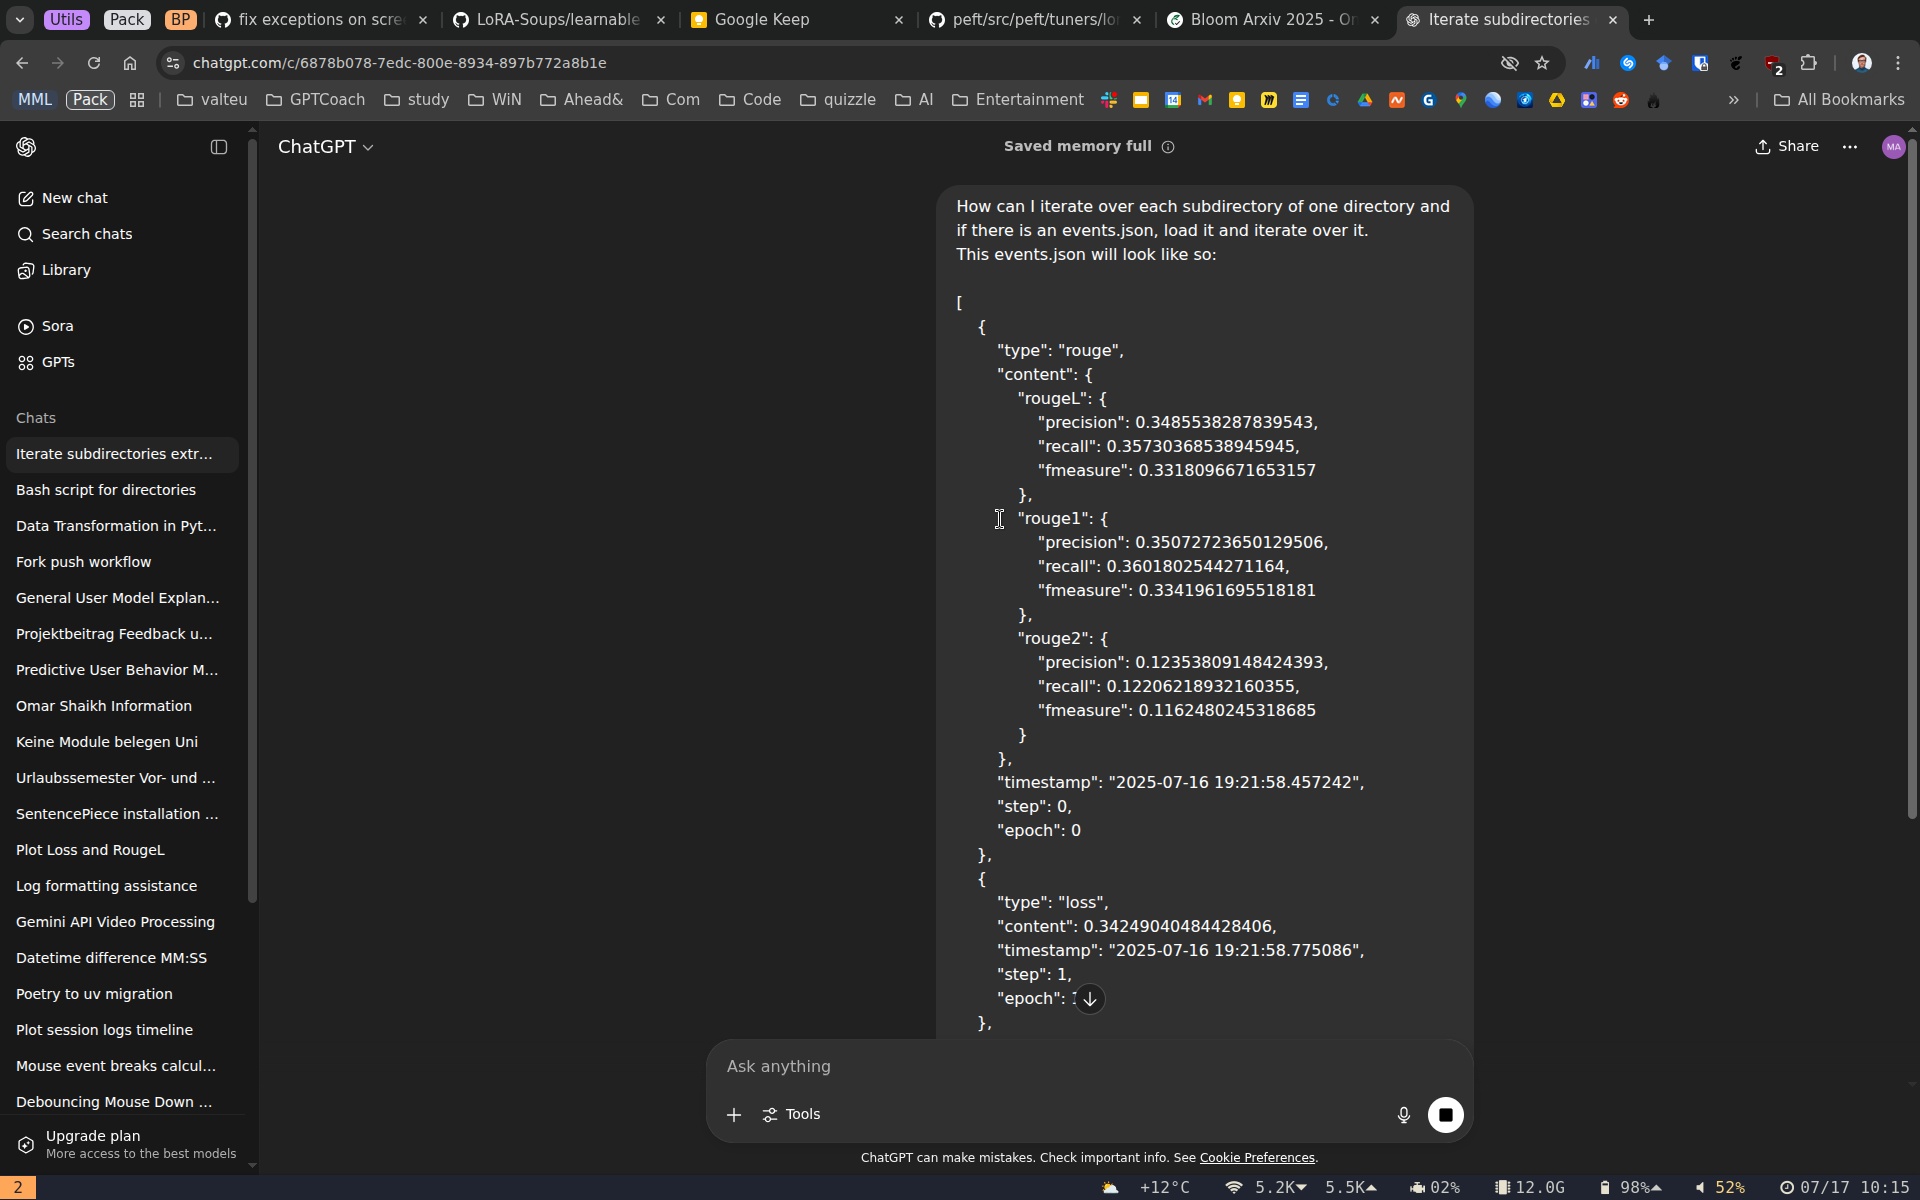 Utils
Pack
BP
fix exceptions on scre
LoRA-Soups/learnable
Google Keep
peft/src/peft/tuners/lo
Bloom Arxiv 2025 - On
Iterate subdirectories
chatgpt.com/c/6878b078-7edc-800e-8934-897b772a8b1e
2
MML
Pack
valteu
GPTCoach
study
WiN
Ahead&
Com
Code
quizzle
AI
Entertainment
14
All Bookmarks
ChatGPT
Saved memory full
Share
MA
New chat
Search chats
Library
Sora
GPTs
Chats
Iterate subdirectories extr...
Bash script for directories
Data Transformation in Pyt...
Fork push workflow
General User Model Explan...
Projektbeitrag Feedback u...
Predictive User Behavior M...
Omar Shaikh Information
Keine Module belegen Uni
Urlaubssemester Vor- und ...
SentencePiece installation ...
Plot Loss and RougeL
Log formatting assistance
Gemini API Video Processing
Datetime difference MM:SS
Poetry to uv migration
Plot session logs timeline
Mouse event breaks calcul...
Debouncing Mouse Down ...
Upgrade plan
More access to the best models
How can I iterate over each subdirectory of one directory and
if there is an events.json, load it and iterate over it.
This events.json will look like so:
[
{
"type": "rouge",
"content": {
"rougeL": {
"precision": 0.3485538287839543,
"recall": 0.35730368538945945,
"fmeasure": 0.3318096671653157
},
"rouge1": {
"precision": 0.35072723650129506,
"recall": 0.3601802544271164,
"fmeasure": 0.3341961695518181
},
"rouge2": {
"precision": 0.12353809148424393,
"recall": 0.12206218932160355,
"fmeasure": 0.1162480245318685
}
},
"timestamp": "2025-07-16 19:21:58.457242",
"step": 0,
"epoch": 0
},
{
"type": "loss",
"content": 0.34249040484428406,
"timestamp": "2025-07-16 19:21:58.775086",
"step": 1,
"epoch": 1
},
Ask anything
Tools
ChatGPT can make mistakes. Check important info. See Cookie Preferences.
2
+12°C
5.2K
5.5K
02%
12.0G
98%
52%
07/17 10:15